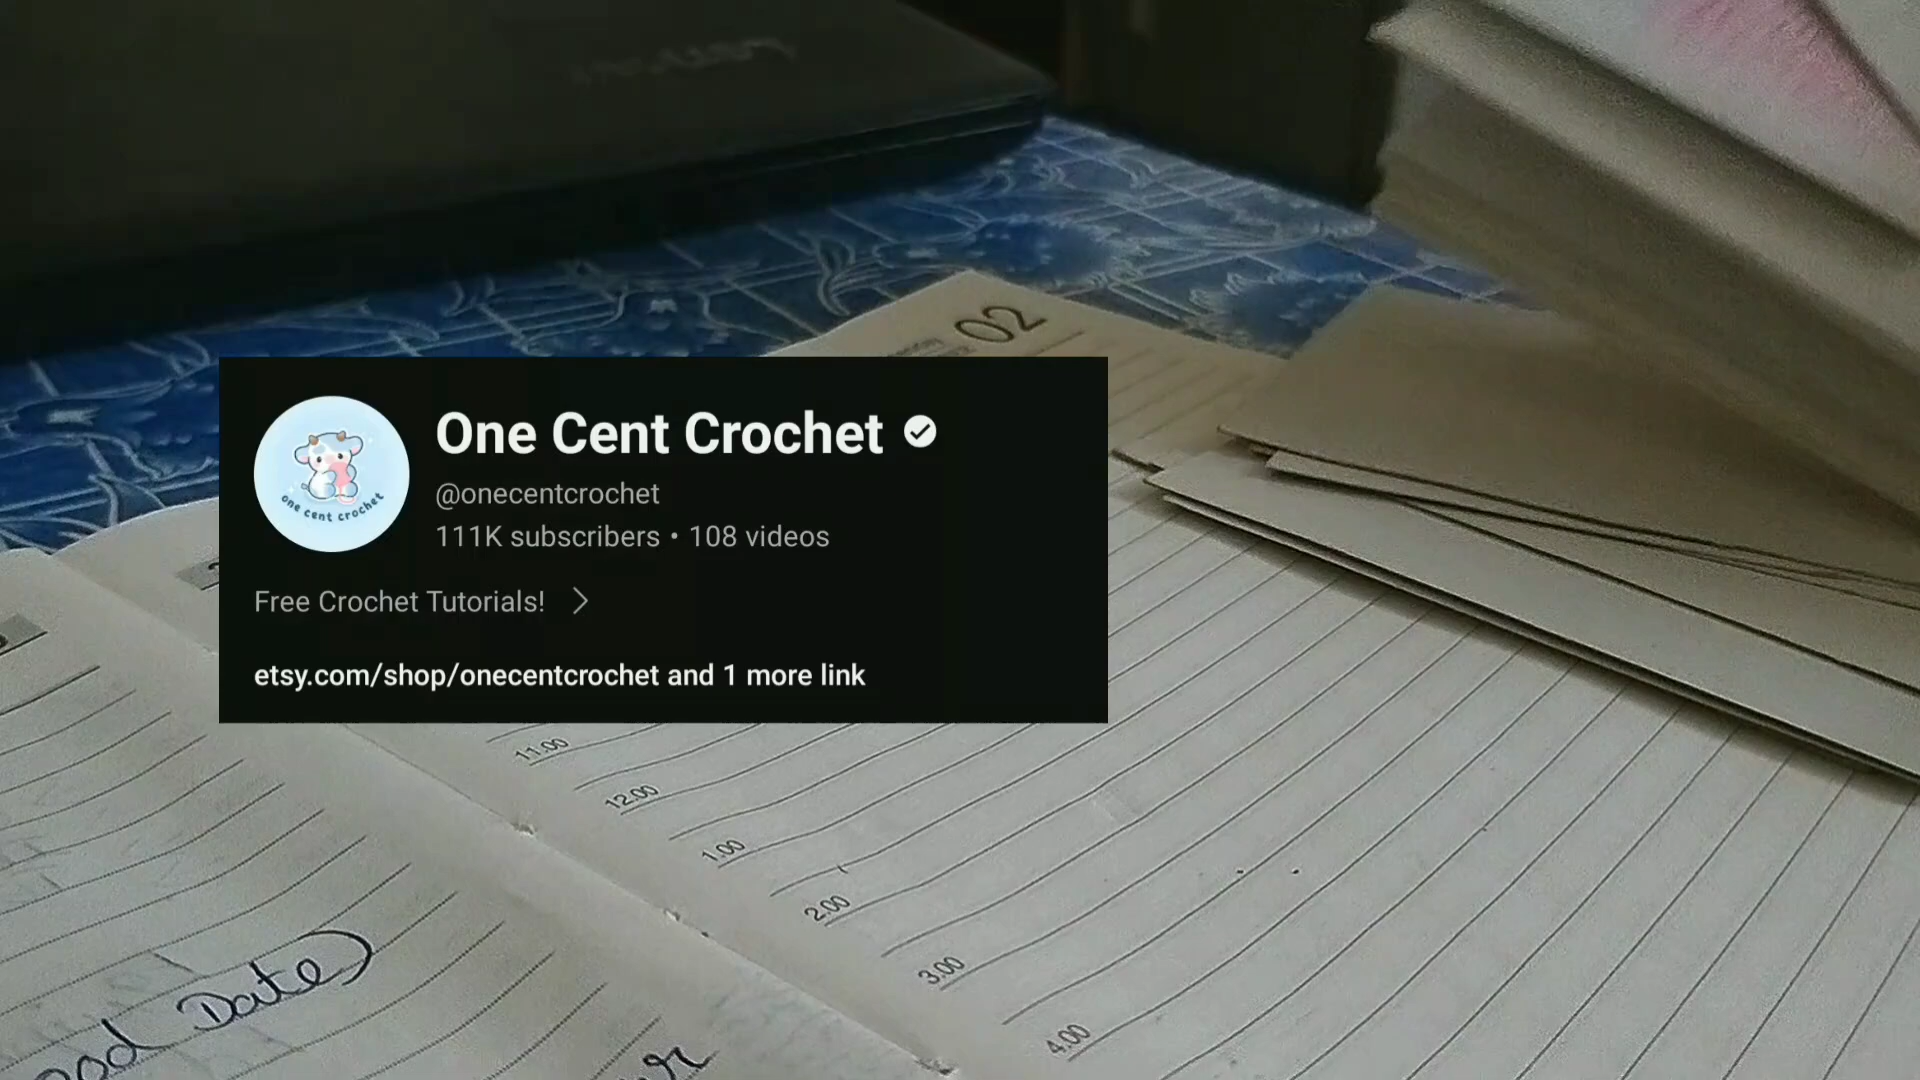 02
One Cent Crochet
one cent crochet
@onecentcrochet
111K subscribers • 108 videos
Free Crochet Tutorials!
etsy.com/shop/onecentcrochet and 1 more link
11.00
12.00
1.00
2.00
3.00
4.00
Date)